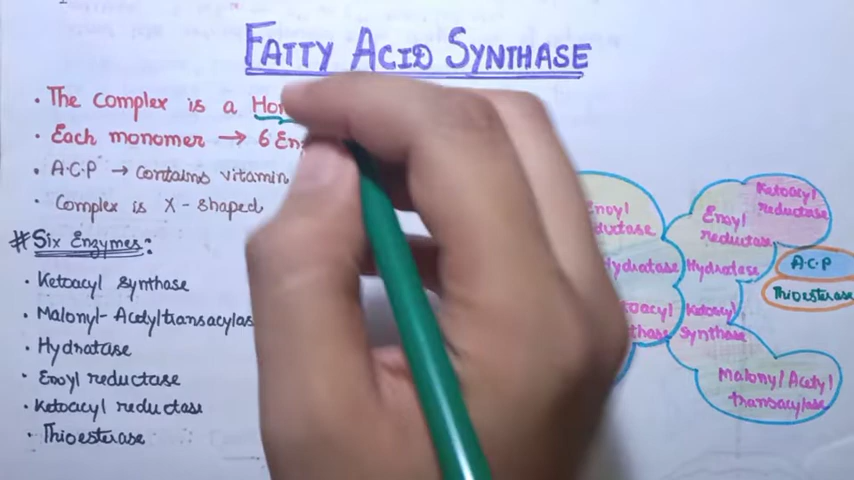 FATTY ACID SYNTHASE
• The Complex is a
• Each monomer → 6
• A.C.P → contains vitamin
• Complex is X - shaped
# Six Enzymes:
• Ketoacyl synthase
• Malonyl- Acetyltransacylas
• Hydratase
• Enoyl reductase
• Ketoacyl reductase
• Thioesterase
Enoyl
Hydratase
Ketoacyl
reductase
Enoyl
reductase
Hydratase
Ketoacyl
Synthase
A.C.P
Thioesterase
Malonyl/Acetyl
transacylase